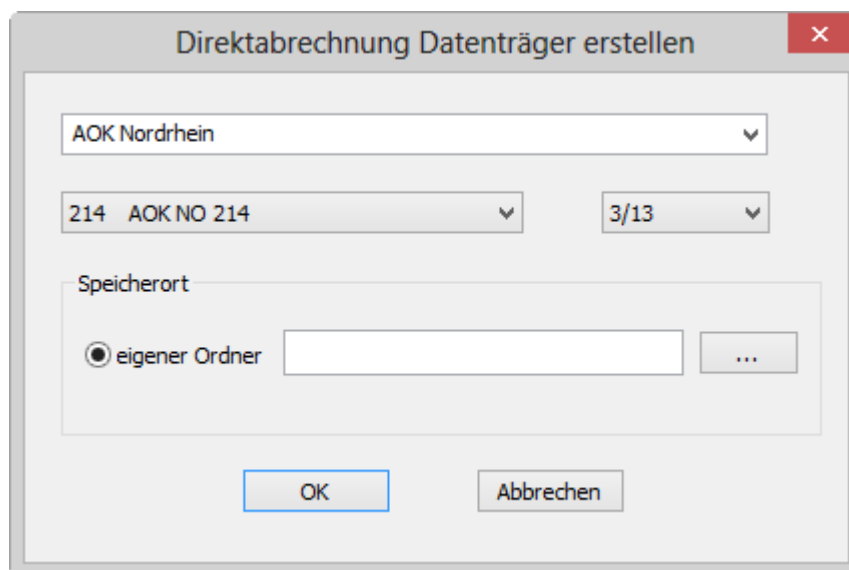 Direktabrechnung Datenträger erstellen
AOK Nordrhein
214 AOK NO 214 3/13
Speicherort
eigener Ordner ...
OK Abbrechen